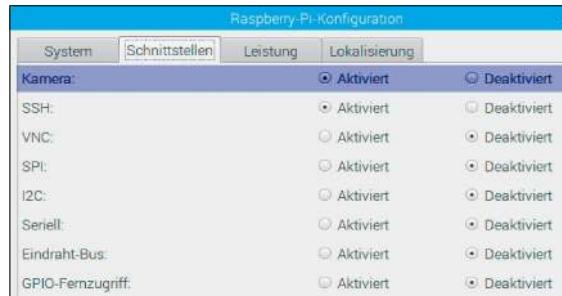 Raspberry-Pi-Konfiguration
System Schnittstellen Leistung Lokalisierung
Kamera: Aktiviert Deaktiviert
SSH: Aktiviert Deaktiviert
VNC: Aktiviert Deaktiviert
SPI: Aktiviert Deaktiviert
I2C: Aktiviert Deaktiviert
Seriell: Aktiviert Deaktiviert
Eindraht-Bus: Aktiviert Deaktiviert
GPIO-Fernzugriff: Aktiviert Deaktiviert